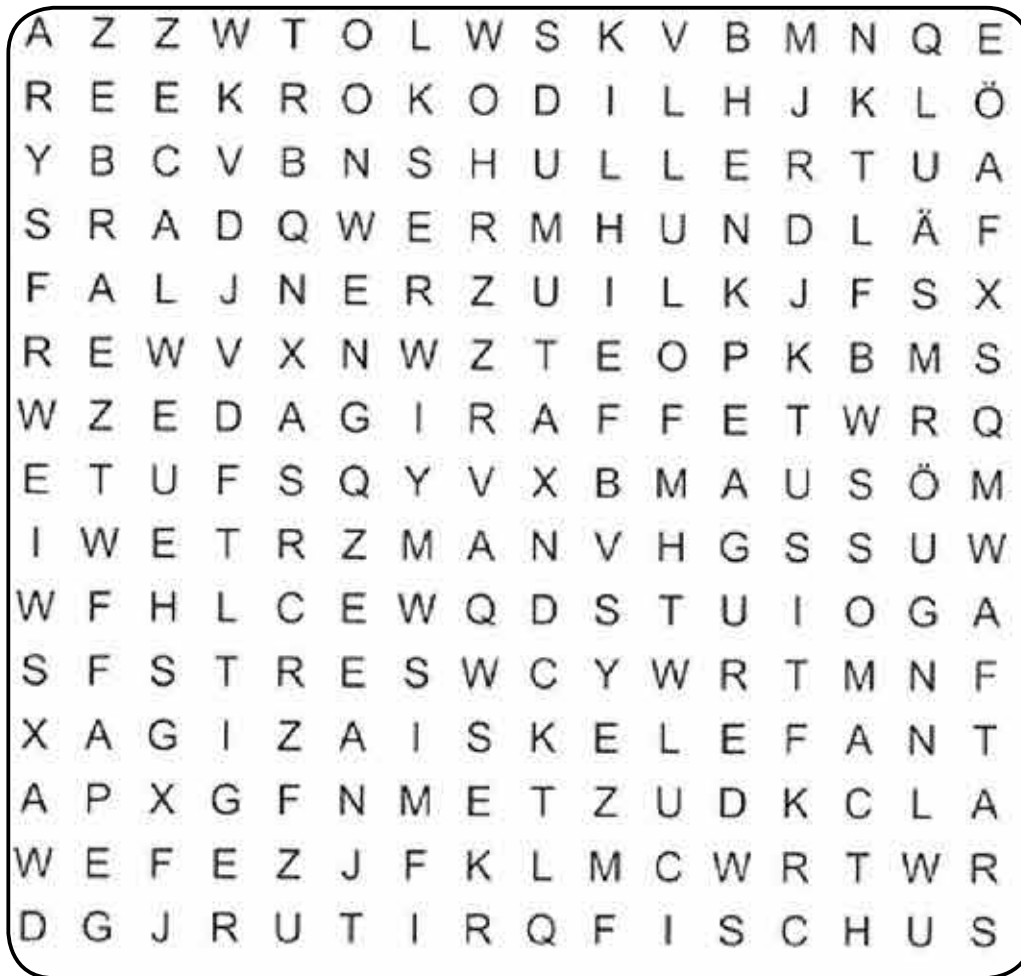 A Z Z W T O L W S K V B M N Q E
R E E K R O K O D I L H J K L Ö
Y B C V B N S H U L L E R T U A
S R A D Q W E R M H U N D L Ä F
F A L J N E R Z U I L K J F S X
R E W V X N W Z T E O P K B M S
W Z E D A G I R A F F E T W R Q
E T U F S Q Y V X B M A U S Ö M
I W E T R Z M A N V H G S S U W
W F H L C E W Q D S T U I O G A
S F S T R E S W C Y W R T M N F
X A G I Z A I S K E L E F A N T
A P X G F N M E T Z U D K C L A
W E F E Z J F K L M C W R T W R
D G J R U T I R Q F I S C H U S